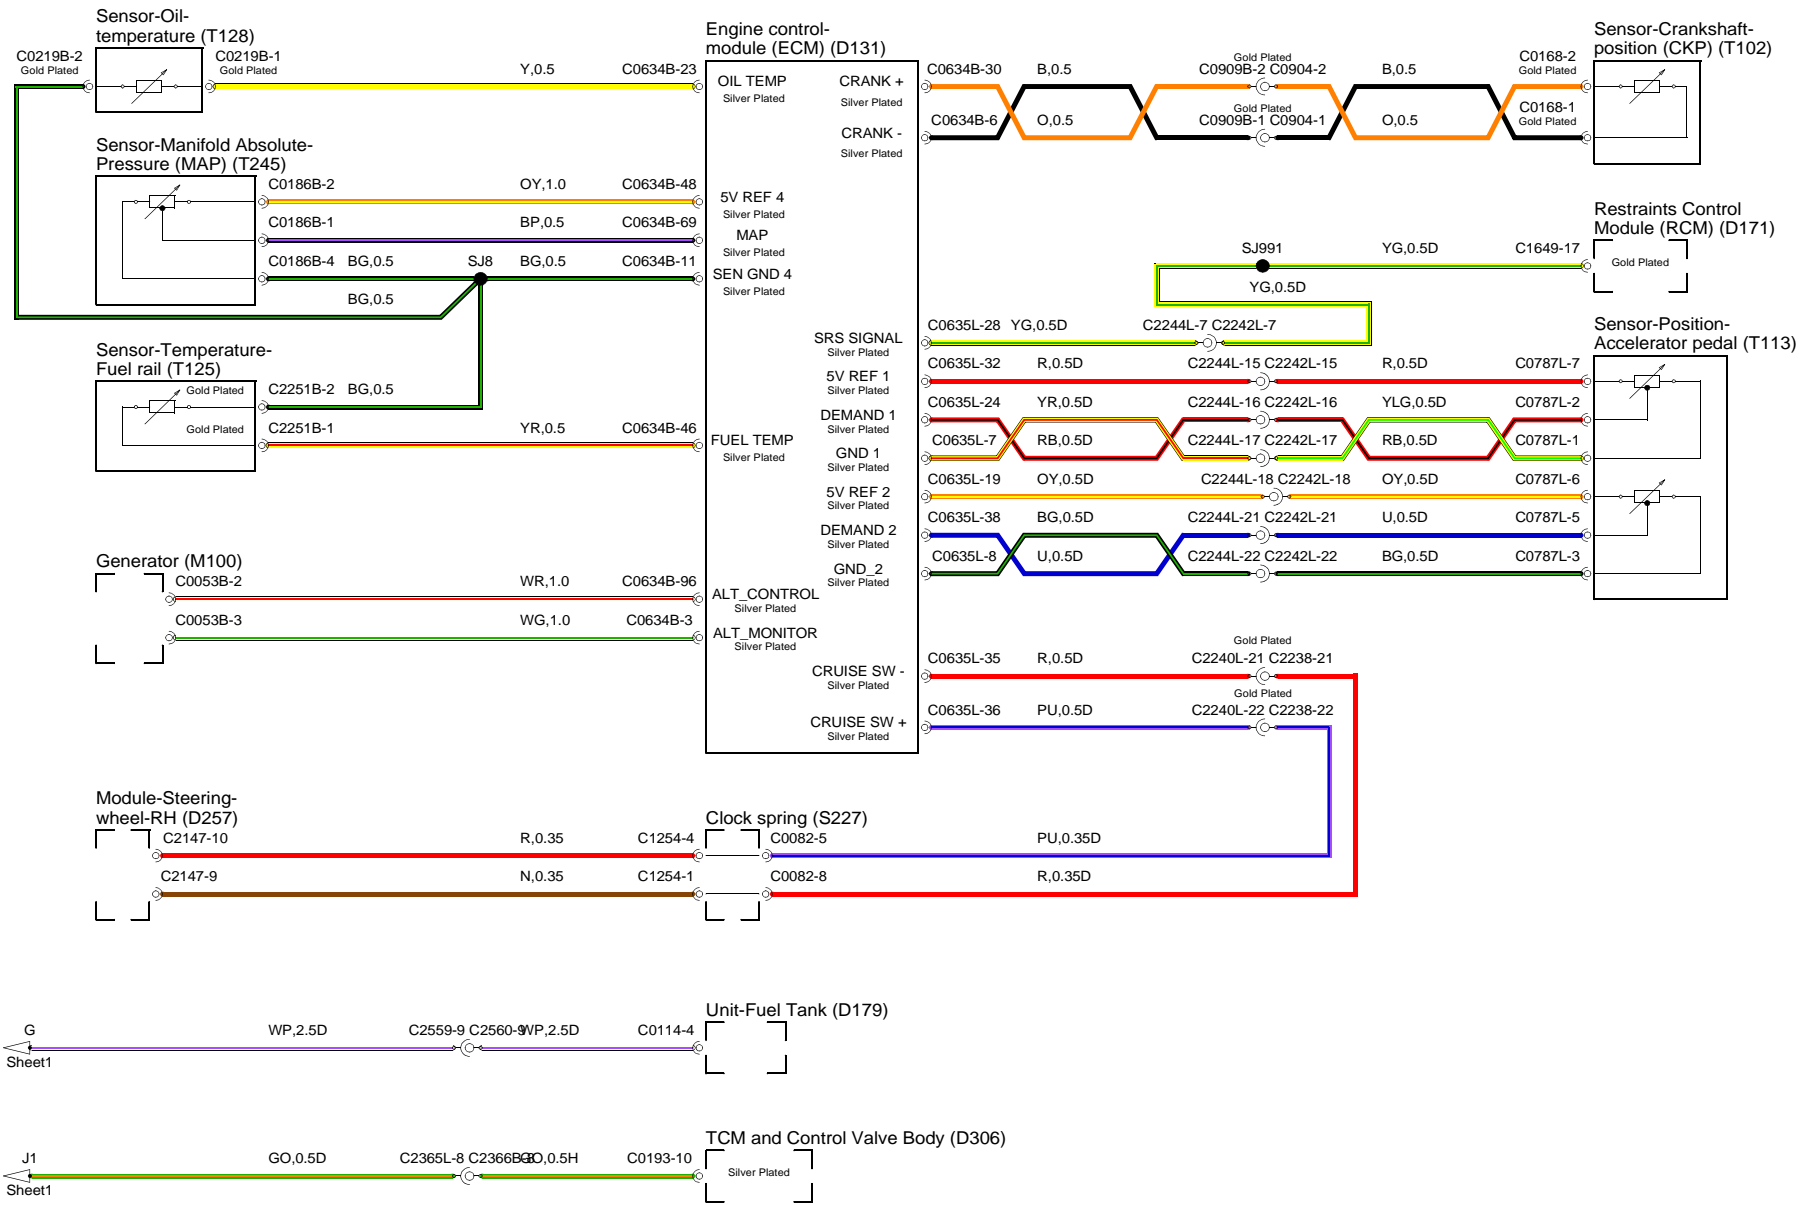 Sensor-Oil-
temperature (T128)
C0219B-2
Gold Plated
C0219B-1
Gold Plated
Y,0.5
C0634B-23
Sensor-Manifold Absolute-
Pressure (MAP) (T245)
C0186B-2
OY,1.0
C0634B-48
C0186B-1
BP,0.5
C0634B-69
C0186B-4
BG,0.5
SJ8
BG,0.5
C0634B-11
BG,0.5
Sensor-Temperature-
Fuel rail (T125)
Gold Plated
C2251B-2
BG,0.5
Gold Plated
C2251B-1
YR,0.5
C0634B-46
Generator (M100)
C0053B-2
WR,1.0
C0634B-96
C0053B-3
WG,1.0
C0634B-3
Engine control-
module (ECM) (D131)
OIL TEMP
Silver Plated
CRANK +
Silver Plated
CRANK -
Silver Plated
5V REF 4
Silver Plated
MAP
Silver Plated
SEN GND 4
Silver Plated
SRS SIGNAL
Silver Plated
5V REF 1
Silver Plated
DEMAND 1
Silver Plated
FUEL TEMP
Silver Plated
GND 1
Silver Plated
5V REF 2
Silver Plated
DEMAND 2
Silver Plated
GND_2
Silver Plated
ALT_CONTROL
Silver Plated
ALT_MONITOR
Silver Plated
CRUISE SW -
Silver Plated
CRUISE SW +
Silver Plated
C0634B-30
B,0.5
Gold Plated
C0909B-2 C0904-2
B,0.5
C0168-2
Gold Plated
C0634B-6
O,0.5
Gold Plated
C0909B-1 C0904-1
O,0.5
C0168-1
Gold Plated
Sensor-Crankshaft-
position (CKP) (T102)
Restraints Control
Module (RCM) (D171)
Gold Plated
SJ991
YG,0.5D
C1649-17
YG,0.5D
C0635L-28
YG,0.5D
C2244L-7 C2242L-7
Sensor-Position-
Accelerator pedal (T113)
C0635L-32
R,0.5D
C2244L-15 C2242L-15
R,0.5D
C0787L-7
C0635L-24
YR,0.5D
C2244L-16 C2242L-16
YLG,0.5D
C0787L-2
C0635L-7
RB,0.5D
C2244L-17 C2242L-17
RB,0.5D
C0787L-1
C0635L-19
OY,0.5D
C2244L-18 C2242L-18
OY,0.5D
C0787L-6
C0635L-38
BG,0.5D
C2244L-21 C2242L-21
U,0.5D
C0787L-5
C0635L-8
U,0.5D
C2244L-22 C2242L-22
BG,0.5D
C0787L-3
C0635L-35
R,0.5D
Gold Plated
C2240L-21 C2238-21
C0635L-36
PU,0.5D
Gold Plated
C2240L-22 C2238-22
Module-Steering-
wheel-RH (D257)
C2147-10
R,0.35
C1254-4
C2147-9
N,0.35
C1254-1
Clock spring (S227)
C0082-5
PU,0.35D
C0082-8
R,0.35D
G
Sheet1
WP,2.5D
C2559-9 C2560-9
WP,2.5D
C0114-4
Unit-Fuel Tank (D179)
J1
Sheet1
GO,0.5D
C2365L-8 C2366B-8
GO,0.5H
C0193-10
TCM and Control Valve Body (D306)
Silver Plated